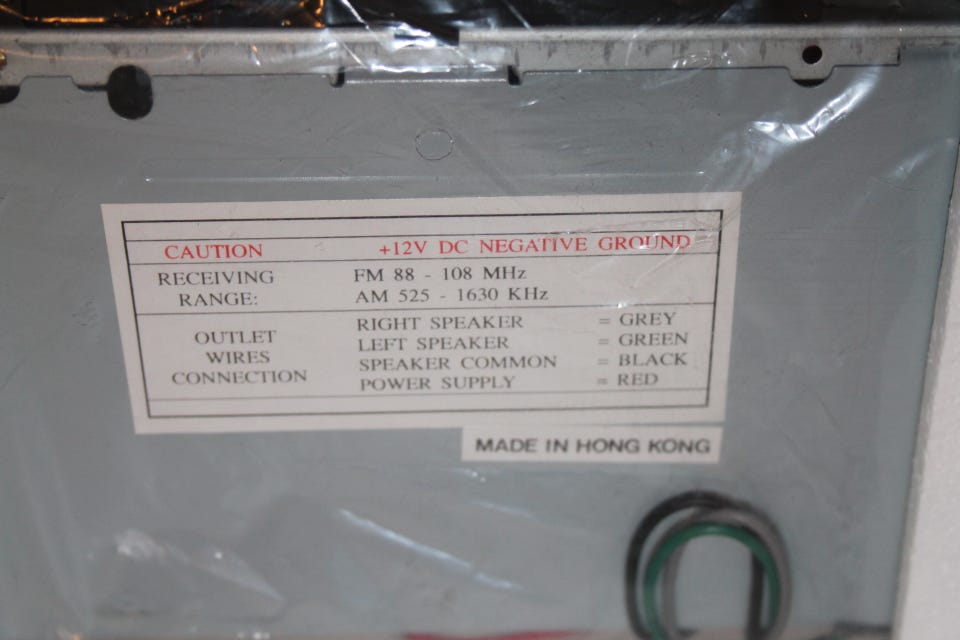 CAUTION +12V DC NEGATIVE GROUND
RECEIVING FM 88 - 108 MHz
RANGE: AM 525 - 1630 KHz
RIGHT SPEAKER = GREY
OUTLET LEFT SPEAKER = GREEN
WIRES SPEAKER COMMON = BLACK
CONNECTION POWER SUPPLY = RED
MADE IN HONG KONG